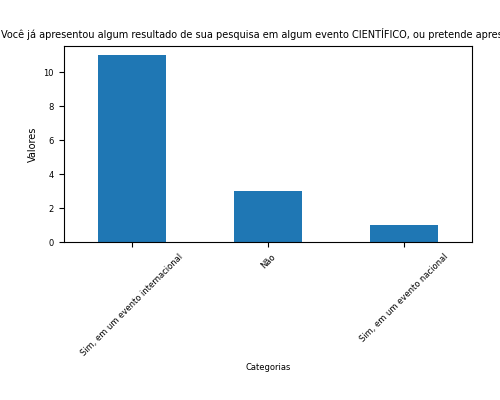 Você já apresentou algum resultado de sua pesquisa em algum evento CIENTÍFICO, ou pretende apres
Valores
10
8
6
4
2
0
Sim, em um evento internacional
Não
Sim, em um evento nacional
Categorias